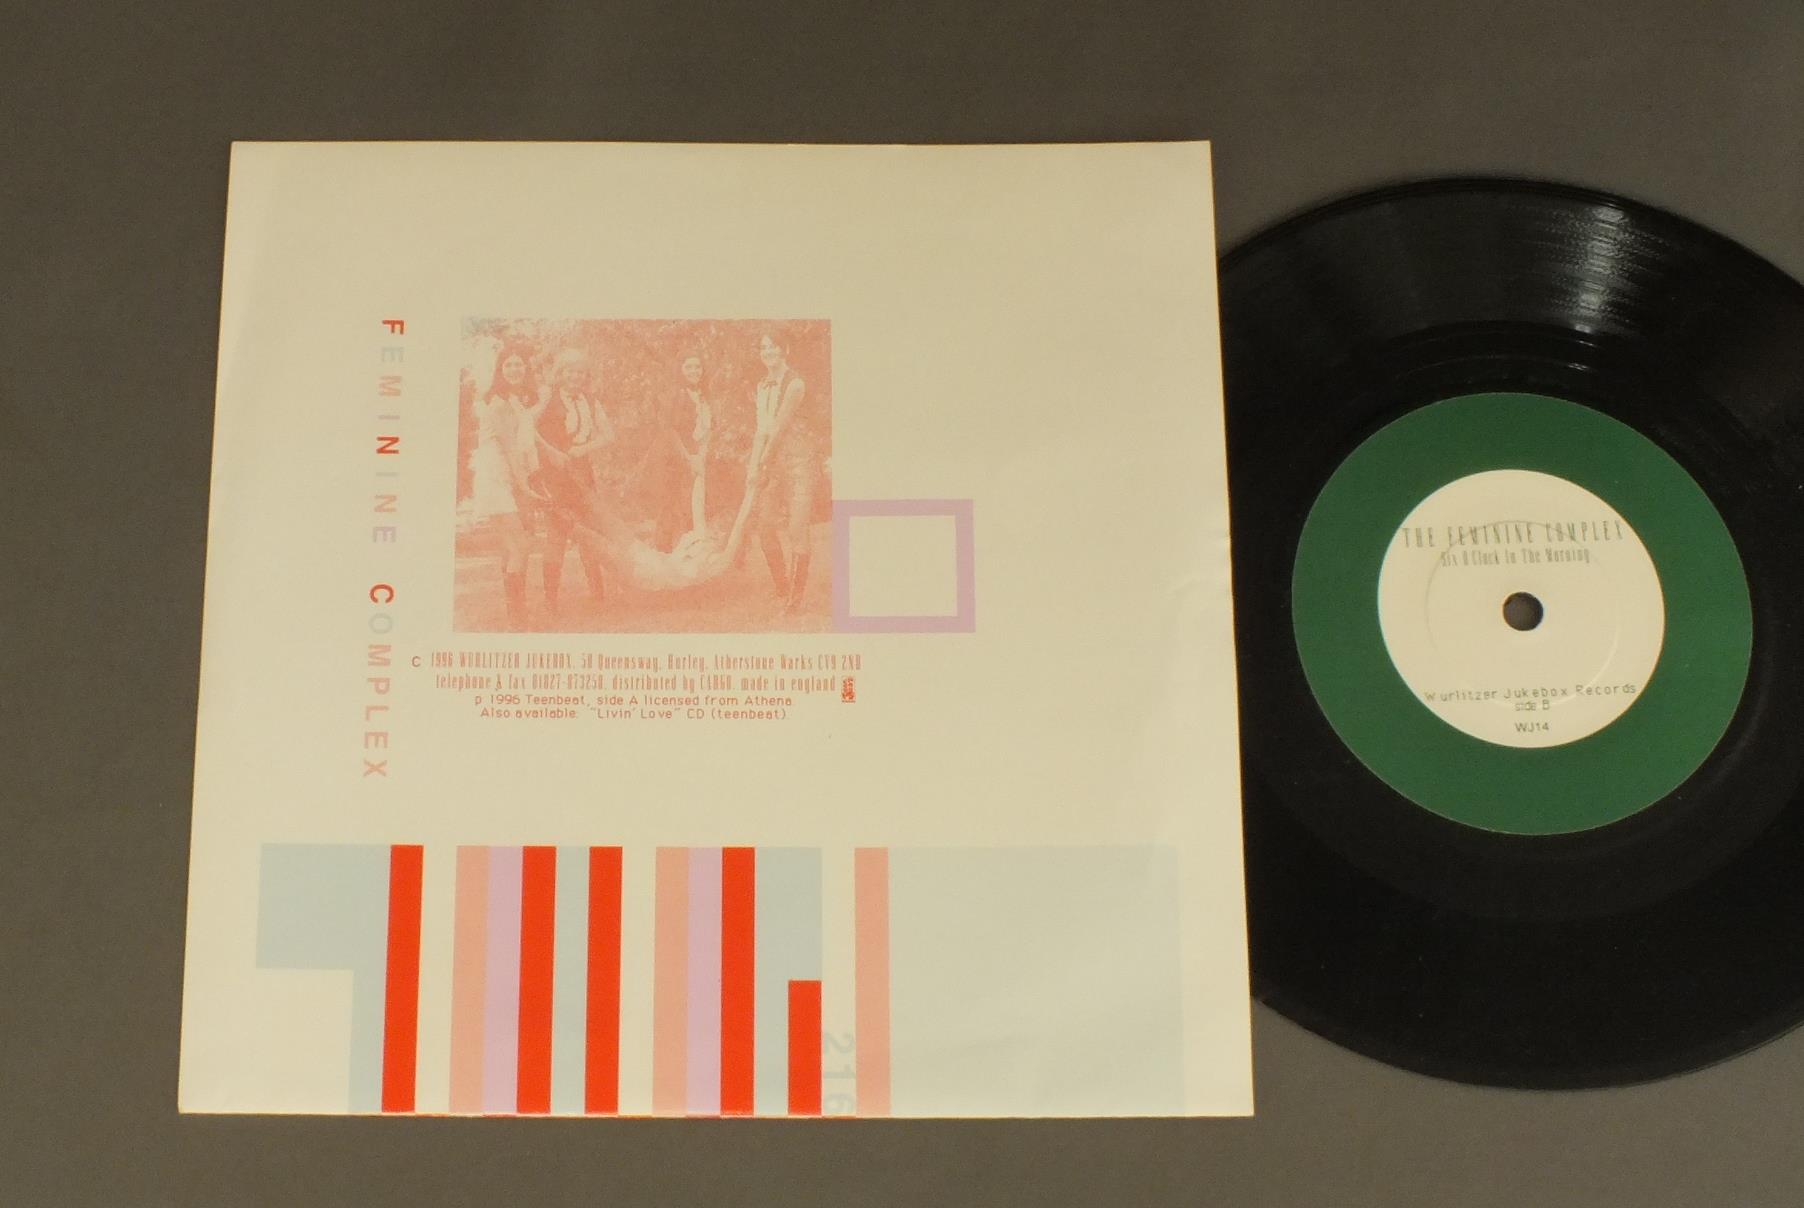 FEMININE COMPLEX
c 1996 WURLITZER JUKEBOX, 50 Queensway, Hurley, Atherstone Warks CV9 2ND
telephone & fax 01827-873250. distributed by CARGO. made in england
p 1996 Teenbeat, side A licensed from Athena.
Also available: "Livin' Love" CD (teenbeat).
216
THE FEMININE COMPLEX
Six O'Clock In The Morning
Wurlitzer Jukebox Records
side B
WJ14